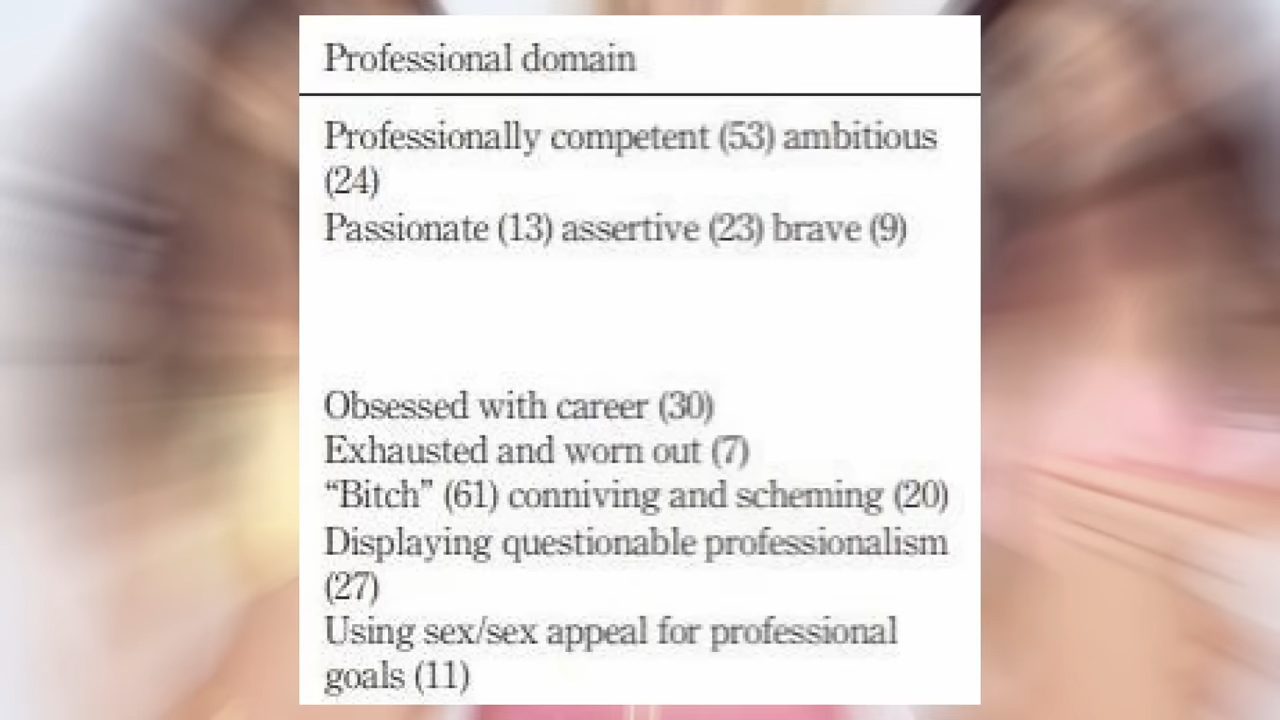 Professional domain
Professionally competent (53) ambitious
(24)
Passionate (13) assertive (23) brave (9)
Obsessed with career (30)
Exhausted and worn out (7)
“Bitch” (61) conniving and scheming (20)
Displaying questionable professionalism
(27)
Using sex/sex appeal for professional
goals (11)